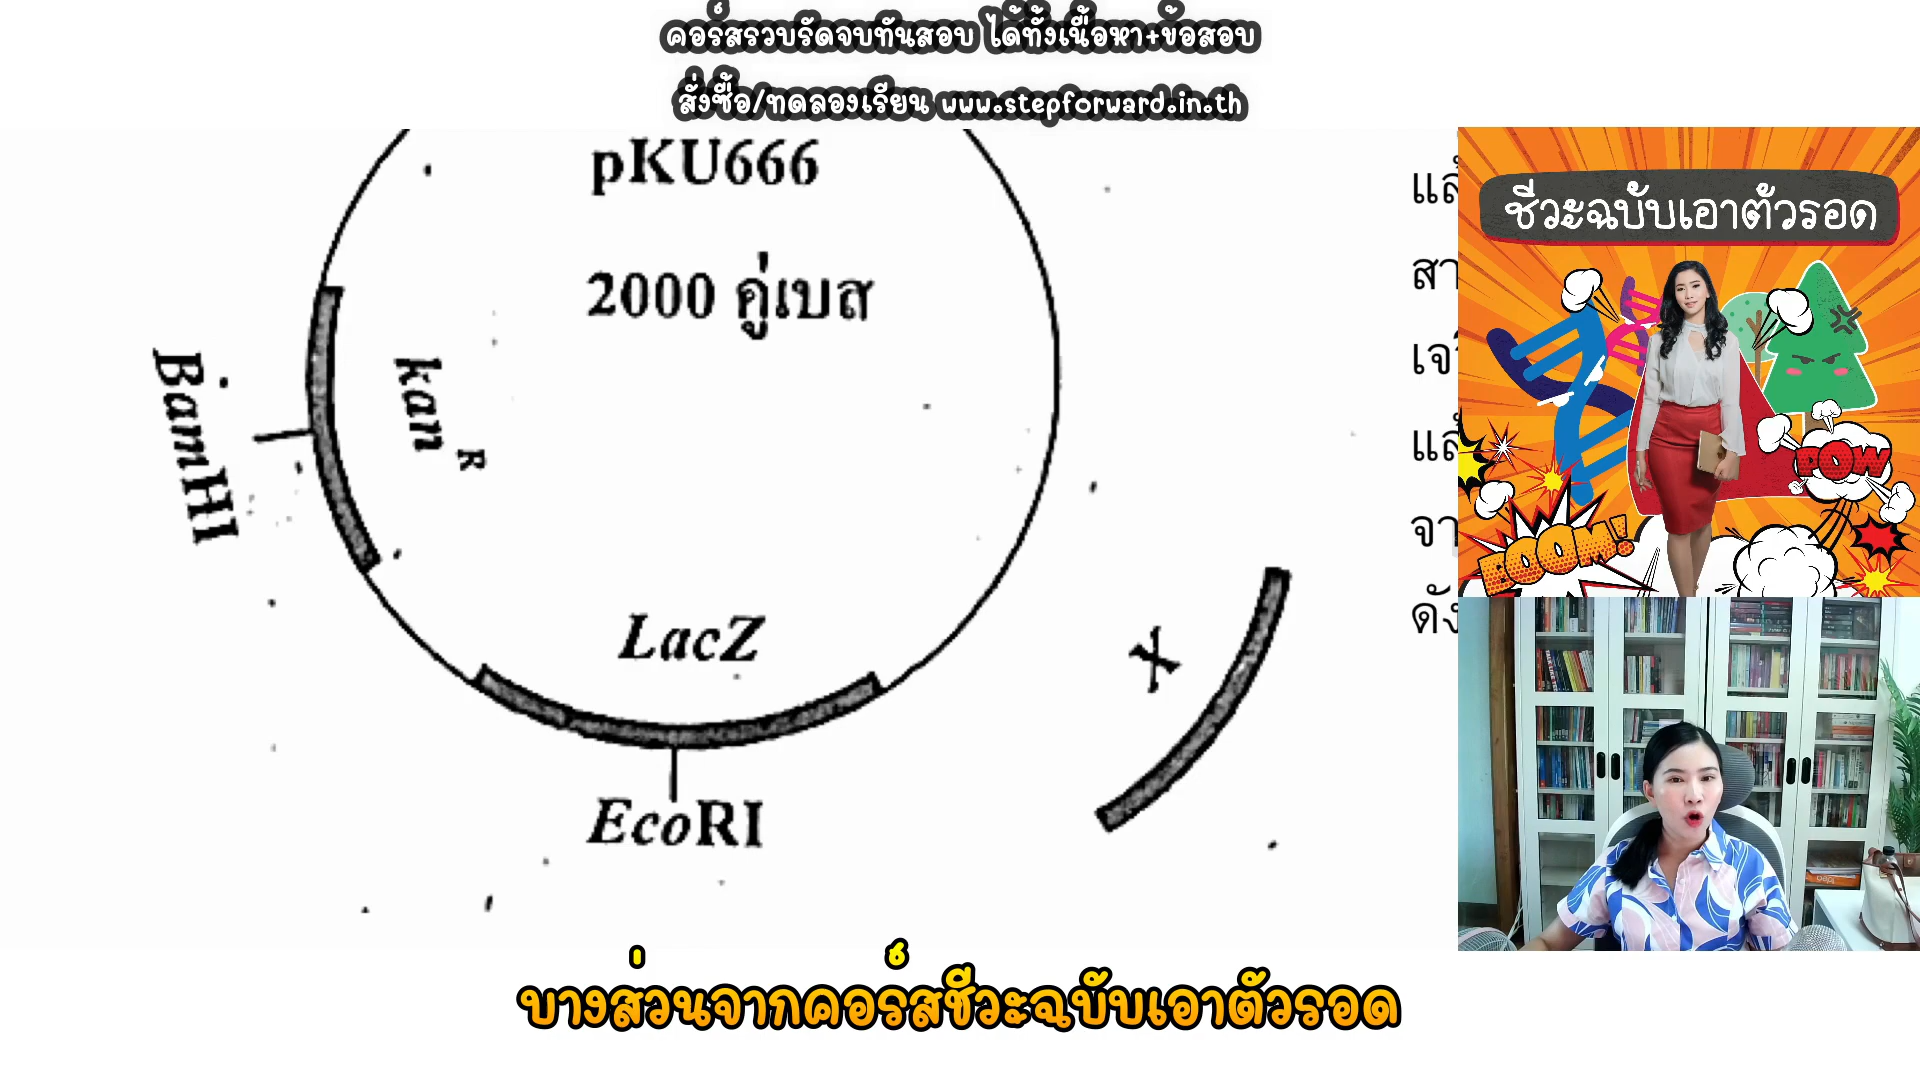 คอร์สรวบรัดจบทันสอบ ได้ทั้งเนื้อหา+ข้อสอบ
สั่งซื้อ/ทดลองเรียน www.stepforward.in.th
pKU666
2000 คู่เบส
kan R
BamHI
LacZ
EcoRI
X
ชีวะฉบับเอาตัวรอด
POW
BOOM!
บางส่วนจากคอร์สชีวะฉบับเอาตัวรอด